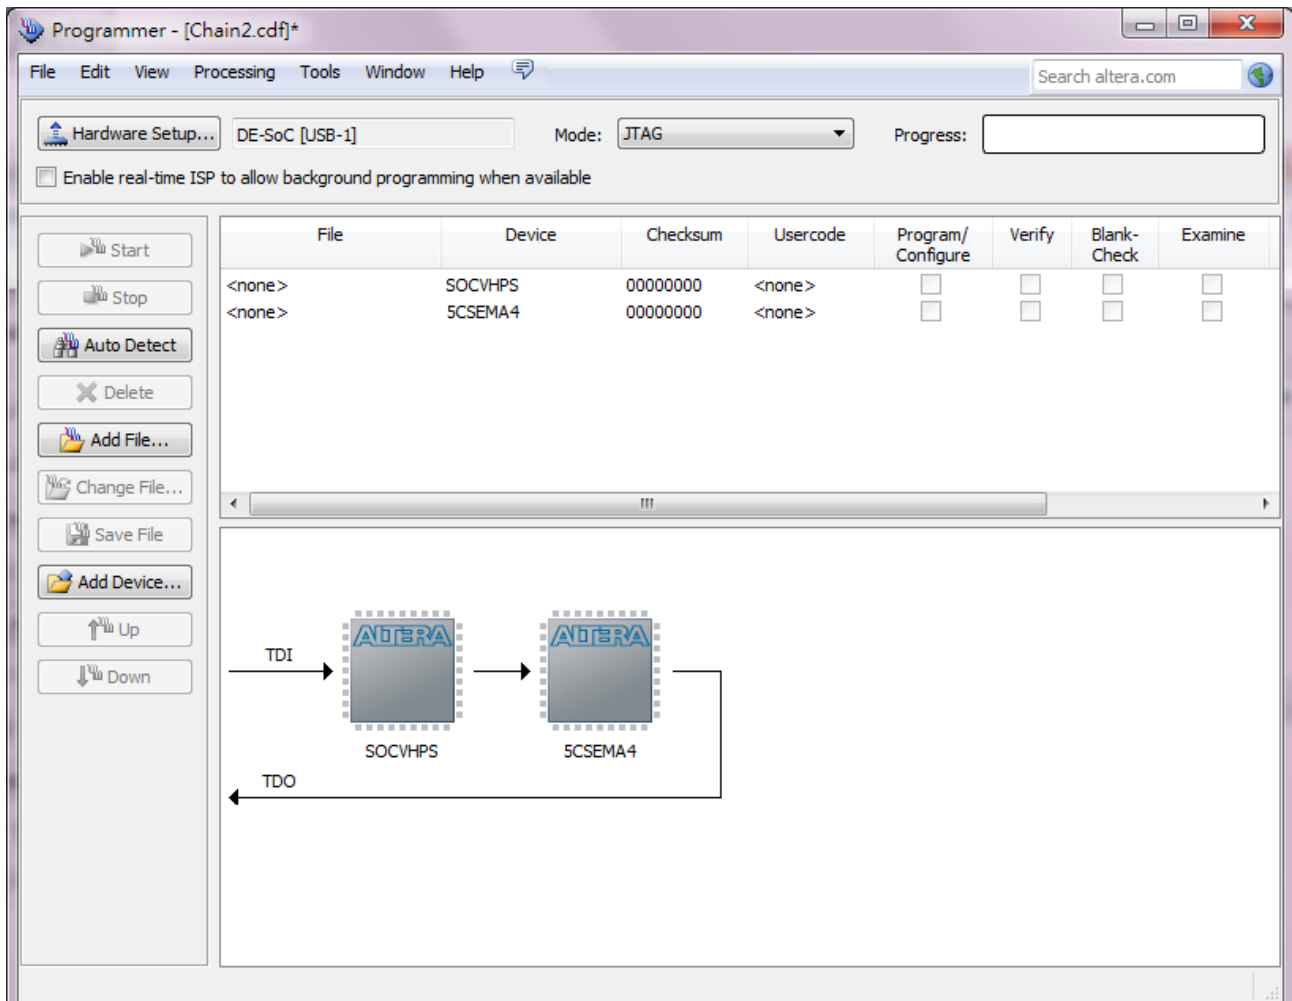 Programmer - [Chain2.cdf]*
File Edit View Processing Tools Window Help
Search altera.com
Hardware Setup... DE-SoC [USB-1] Mode: JTAG Progress:
Enable real-time ISP to allow background programming when available
Start
Stop
Auto Detect
Delete
Add File...
Change File...
Save File
Add Device...
Up
Down
File Device Checksum Usercode Program/ Verify Blank- Examine
Configure Check
<none> SOCVHPS 00000000 <none>
<none> 5CSEMA4 00000000 <none>
ALTERA ALTERA
TDI
SOCVHPS 5CSEMA4
TDO